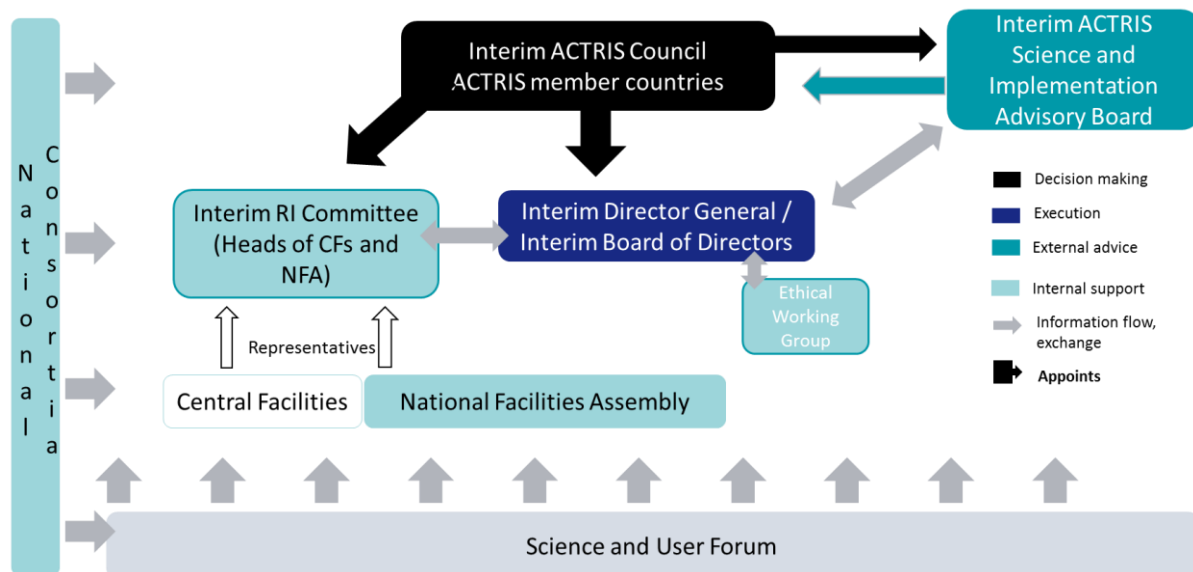 National
Consortia
Interim ACTRIS Council
ACTRIS member countries
Interim ACTRIS
Science and
Implementation
Advisory Board
Interim RI Committee
(Heads of CFs and
NFA)
Interim Director General /
Interim Board of Directors
Ethical
Working
Group
Representatives
Central Facilities
National Facilities Assembly
Decision making
Execution
External advice
Internal support
Information flow,
exchange
Appoints
Science and User Forum